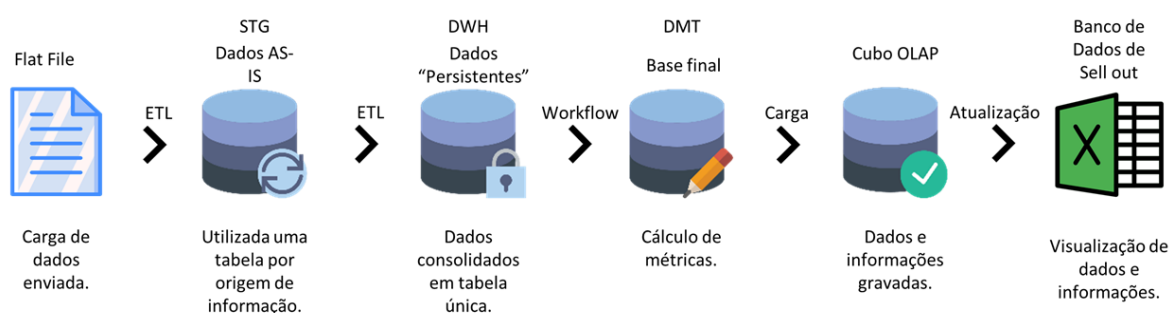 Flat File
Carga de
dados
enviada.
ETL
STG
Dados AS-
IS
Utilizada uma
tabela por
origem de
informação.
ETL
DWH
Dados
“Persistentes”
Dados
consolidados
em tabela
única.
Workflow
DMT
Base final
Cálculo de
métricas.
Carga
Cubo OLAP
Dados e
informações
gravadas.
Atualização
Banco de
Dados de
Sell out
X
Visualização de
dados e
informações.